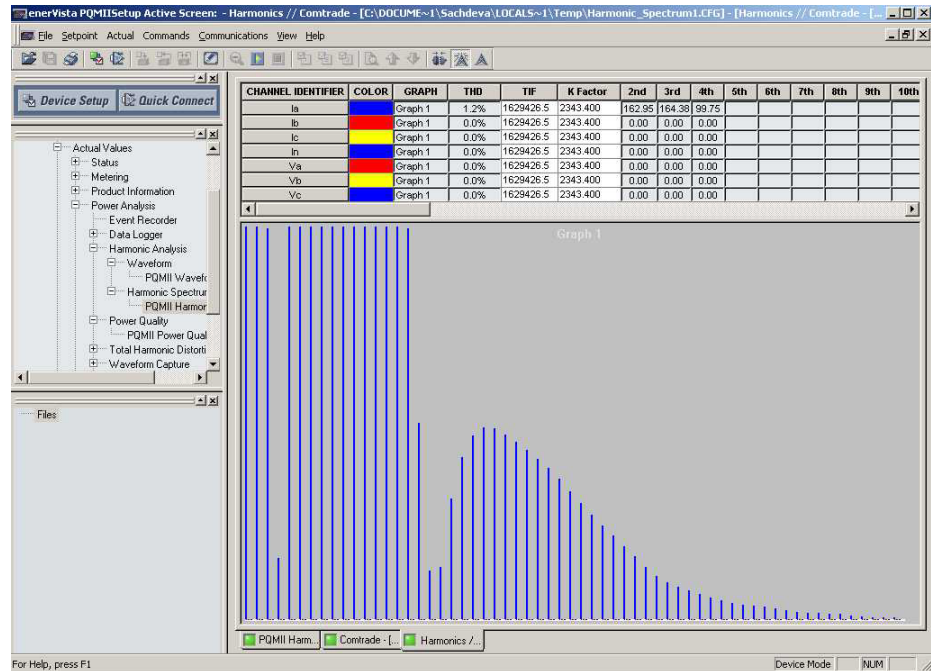 enerVista PQMIISetup Active Screen: - Harmonics // Comtrade - [C:\DOCUME~1\Sachdeva\LOCALS~1\Temp\Harmonic_Spectrum1.CFG] - [Harmonics // Comtrade - [...
File Setpoint Actual Commands Communications View Help
Device Setup Quick Connect
Actual Values
Status
Metering
Product Information
Power Analysis
Event Recorder
Data Logger
Harmonic Analysis
Waveform
PQMII Wavefo
Harmonic Spectrur
PQMII Harmor
Power Quality
PQMII Power Qual
Total Harmonic Distorti
Waveform Capture
Files
CHANNEL IDENTIFIER COLOR GRAPH THD TIF K Factor 2nd 3rd 4th 5th 6th 7th 8th 9th 10th
Ia Graph 1 1.2% 1629426.5 2343.400 162.95 164.38 99.75
Ib Graph 1 0.0% 1629426.5 2343.400 0.00 0.00 0.00
Ic Graph 1 0.0% 1629426.5 2343.400 0.00 0.00 0.00
In Graph 1 0.0% 1629426.5 2343.400 0.00 0.00 0.00
Va Graph 1 0.0% 1629426.5 2343.400 0.00 0.00 0.00
Vb Graph 1 0.0% 1629426.5 2343.400 0.00 0.00 0.00
Vc Graph 1 0.0% 1629426.5 2343.400 0.00 0.00 0.00
Graph 1
PQMII Harm... Comtrade - [... Harmonics /...
For Help, press F1 Device Mode NUM